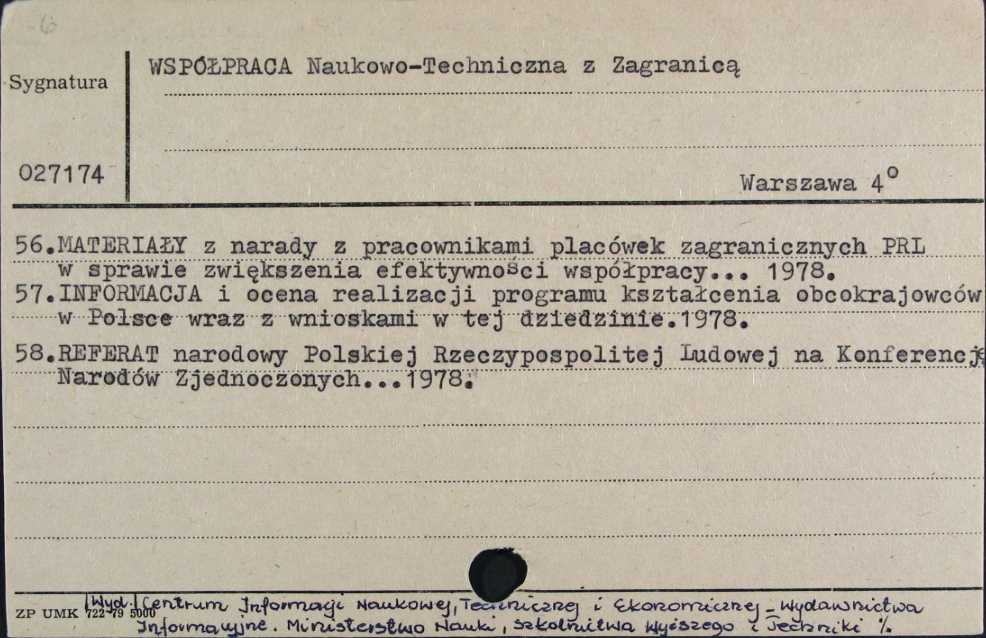 6
WSPÓŁPRACA Naukowo-Techniczna z Zagranicą
Sygnatura
027174
Warszawa 4°
56.MATERIAŁY z narady z pracownikami placówek zagranicznych PRL
w sprawie zwiększenia efektywności współpracy... 1978.
57.INFORMACJA i ocena realizacji programu kształcenia obcokrajowców
w Polsce wraz z wnioskami w tej dziedzinie.1978.
58.REFERAT narodowy Polskiej Rzeczypospolitej Ludowej na Konferencję
Narodów Zjednoczonych...1978.
ZP UMK 722-79 5000
|Wyd.| Centrum Informacji Naukowej, Technicznej i Ekonomicznej - Wydawnictwa
Informacyjne. Ministerstwo Nauki, Szkolnictwa Wyższego i Techniki %